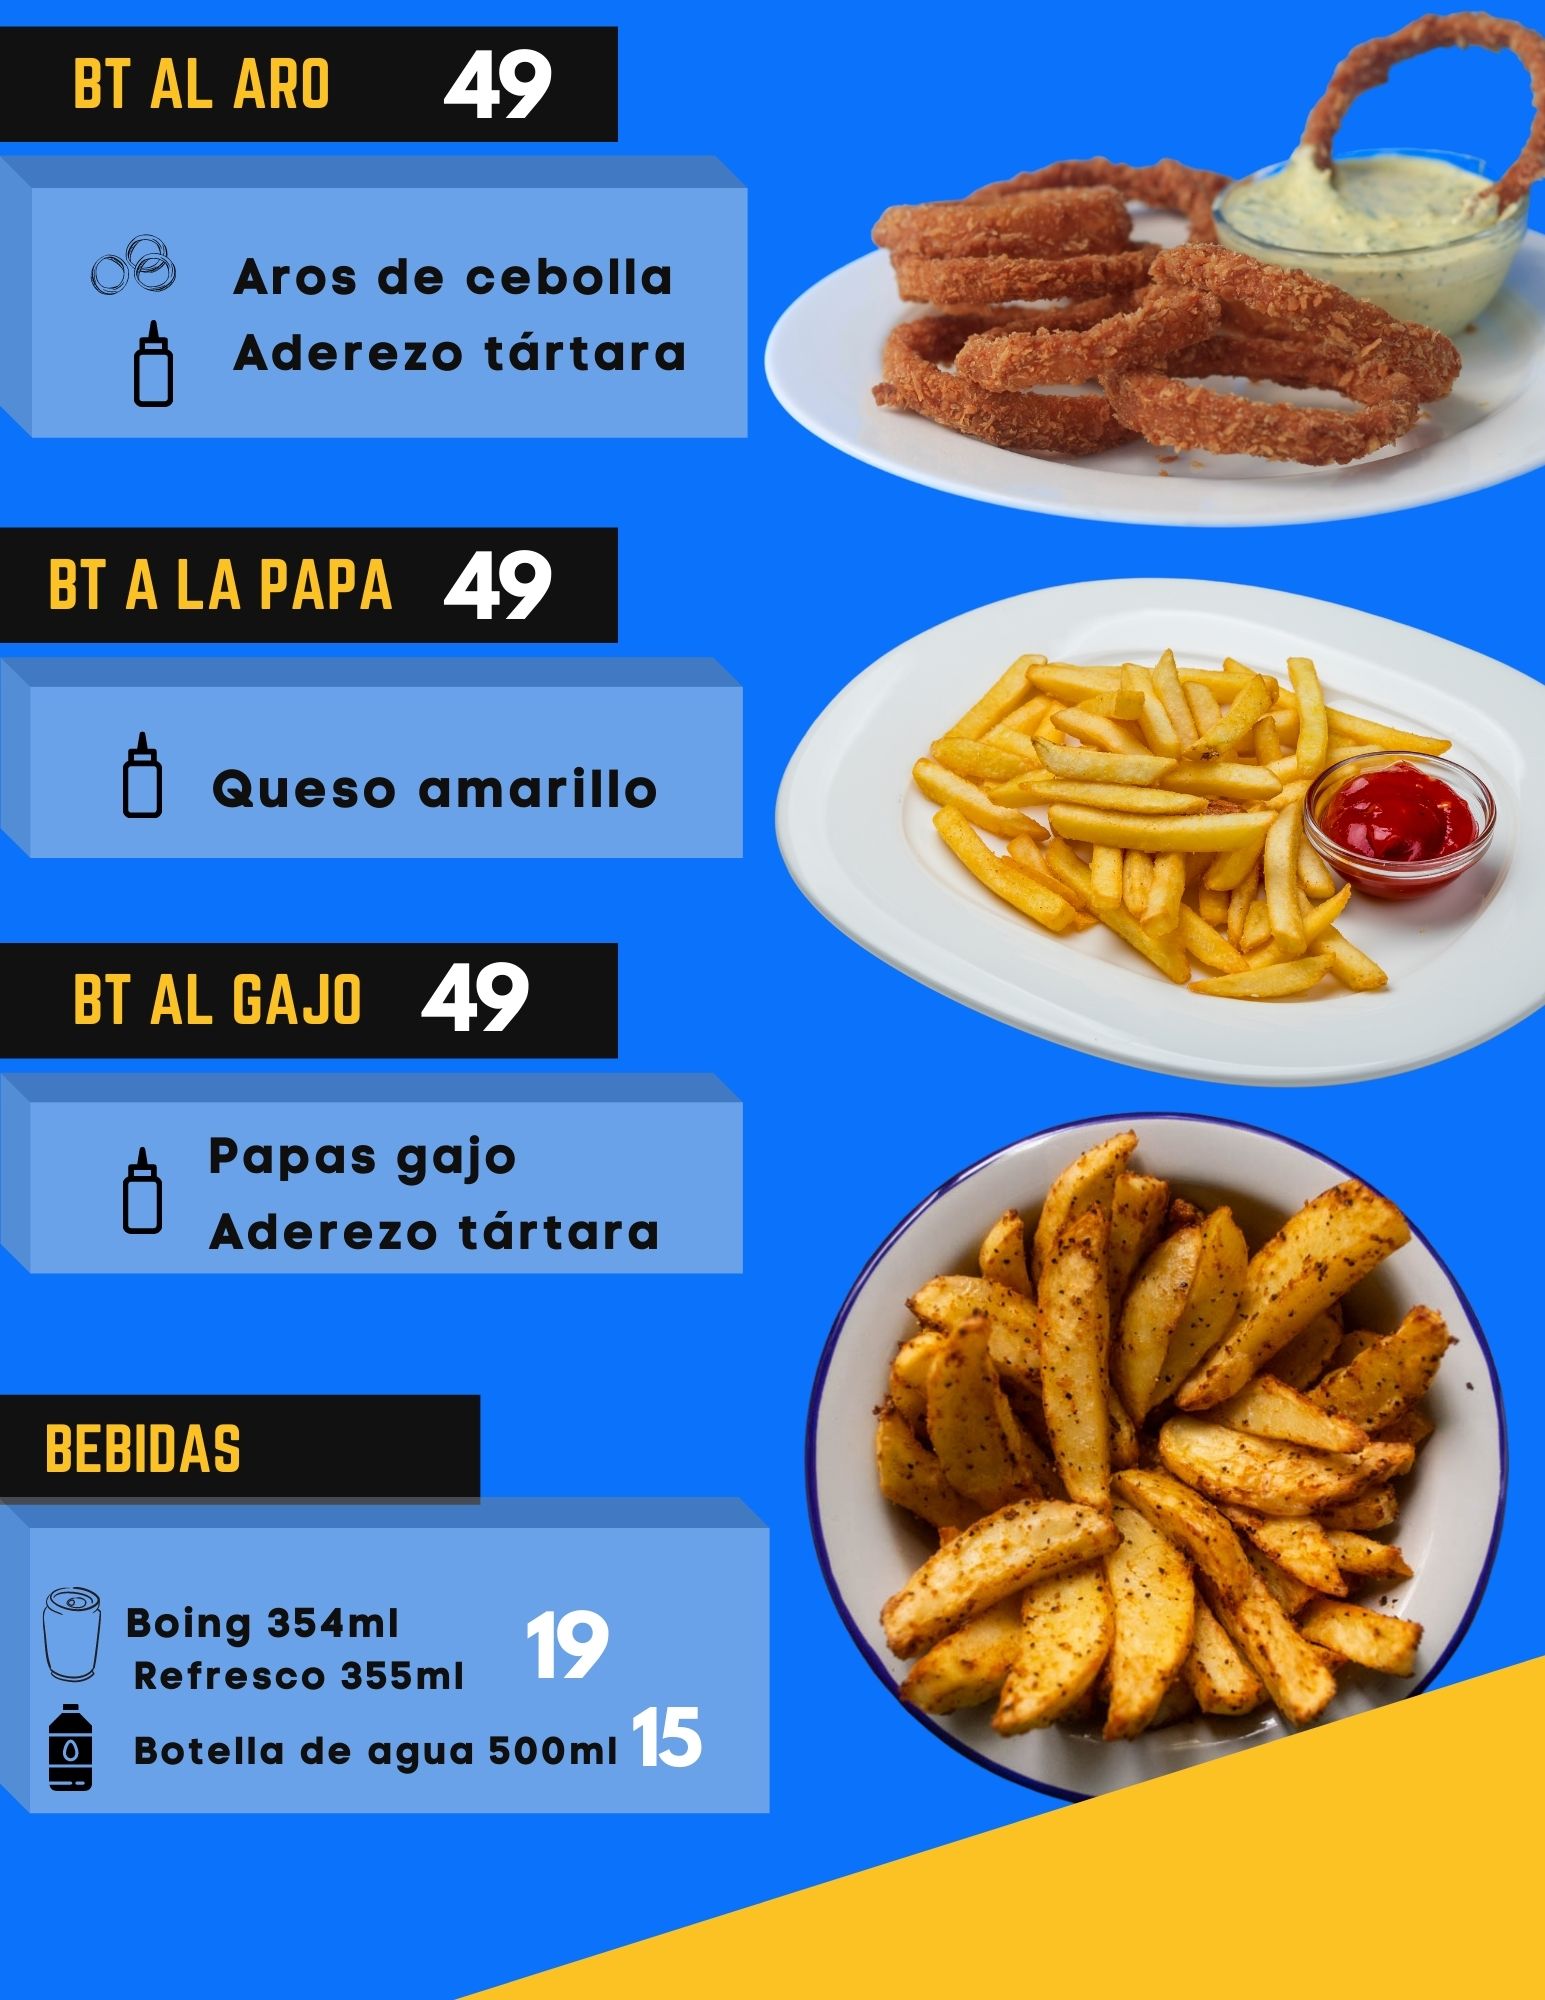 BT AL ARO 49
Aros de cebolla
Aderezo tártara
BT A LA PAPA 49
Queso amarillo
BT AL GAJO 49
Papas gajo
Aderezo tártara
BEBIDAS
Boing 354ml
Refresco 355ml 19
Botella de agua 500ml 15